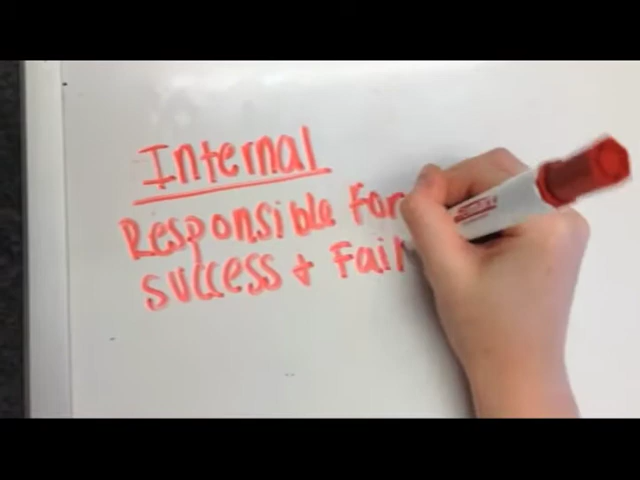 Internal
Responsible For
success + Fail